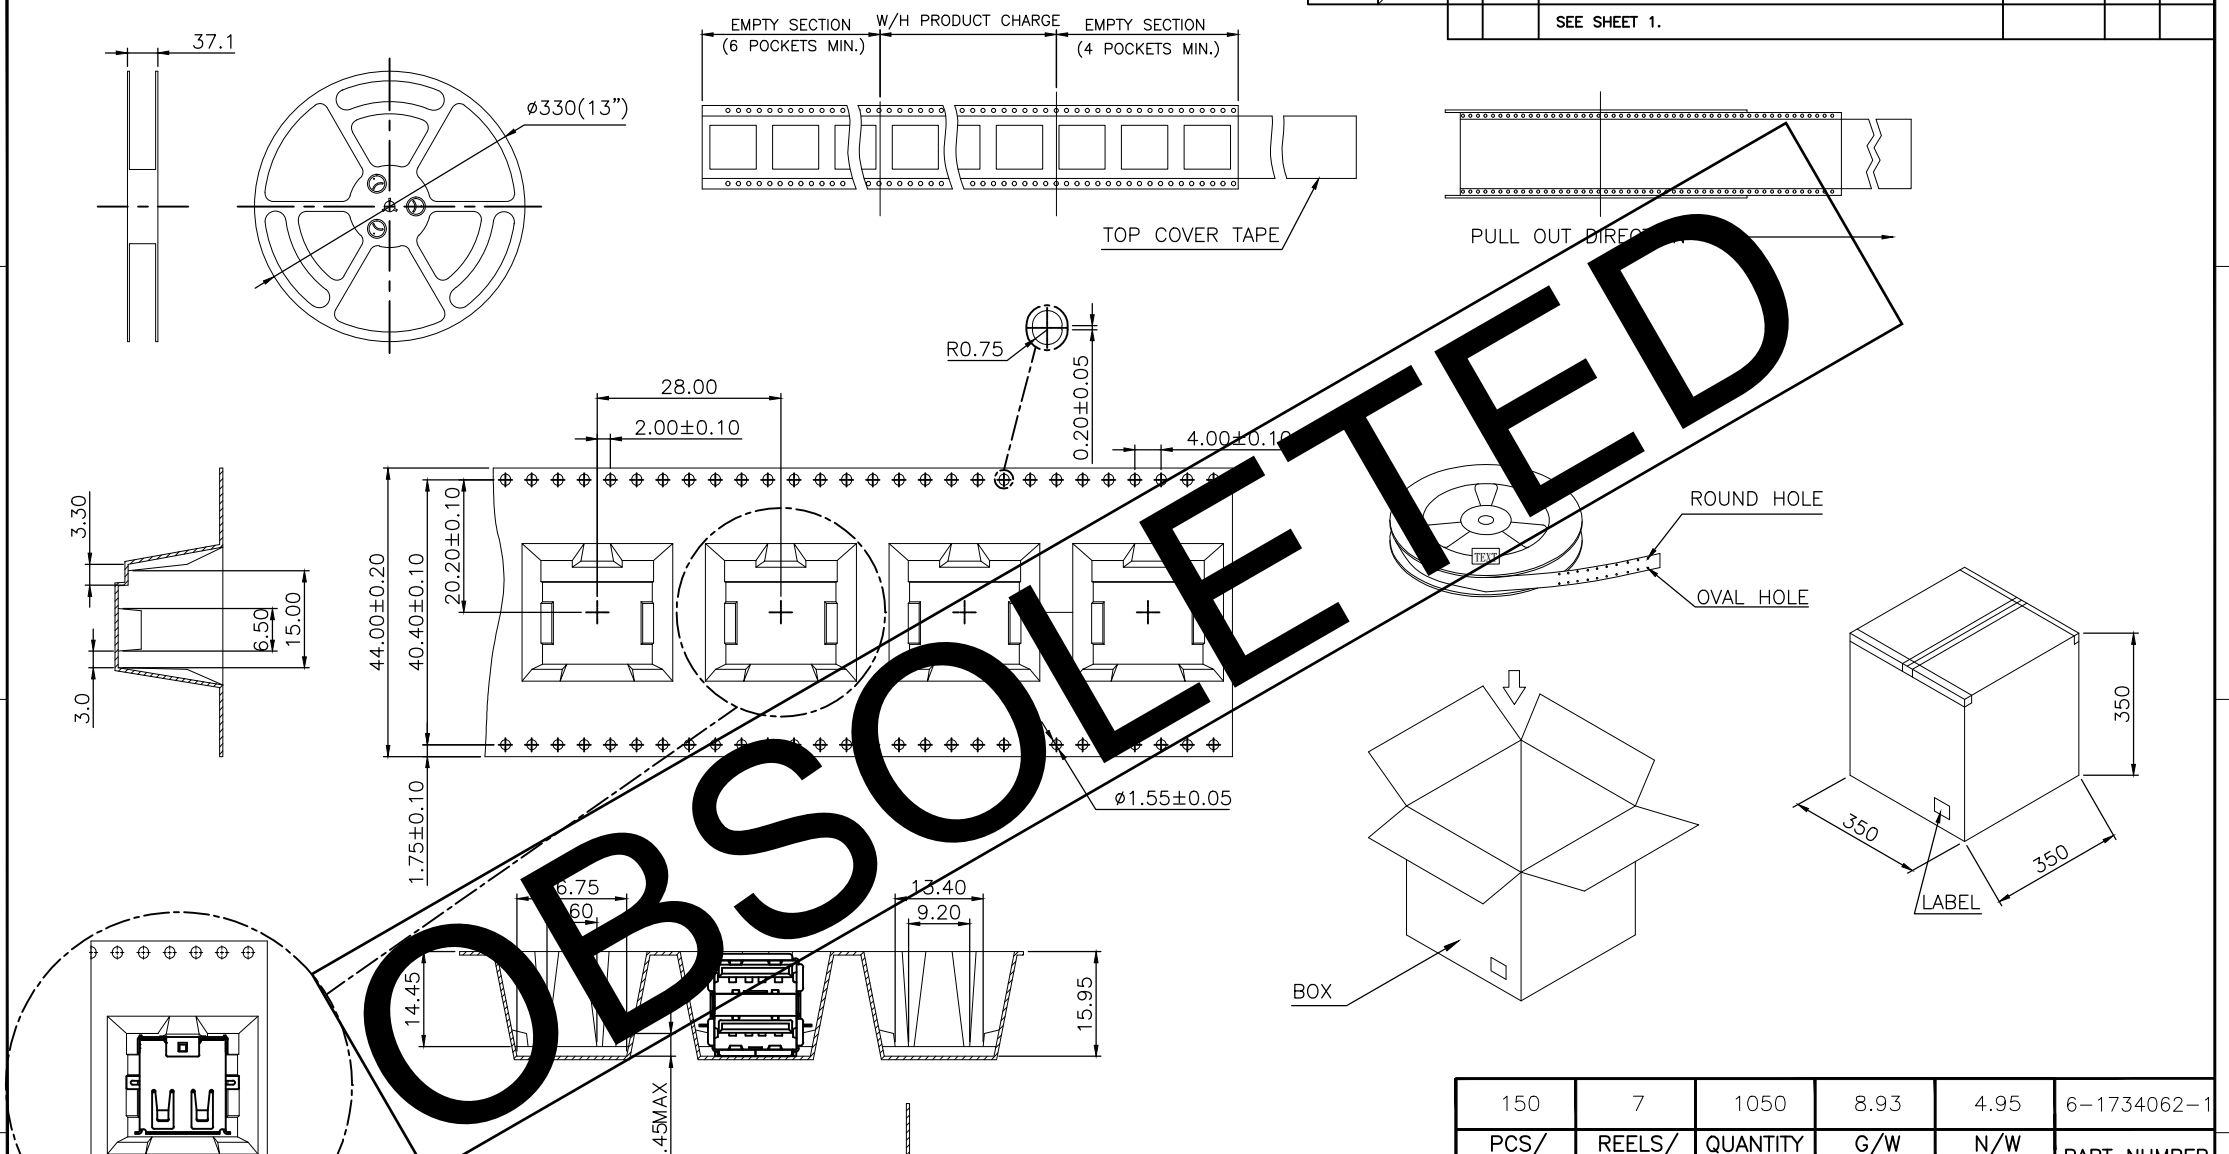 EMPTY SECTION
(6 POCKETS MIN.)
W/H PRODUCT CHARGE
EMPTY SECTION
(4 POCKETS MIN.)
SEE SHEET 1.
37.1
ø330(13")
TOP COVER TAPE
PULL OUT
R0.75
0.20±0.05
28.00
2.00±0.10
4.00±0.10
3.30
6.50
15.00
3.0
44.00±0.20
40.40±0.10
20.20±0.10
1.75±0.10
ø1.55±0.05
OBSOLETED
TEXT
ROUND HOLE
OVAL HOLE
350
350
350
LABEL
BOX
13.40
9.20
14.45
15.95
150 7 1050 8.93 4.95 6-1734062-1
PCS/ REELS/ QUANTITY G/W N/W PART NUMBER